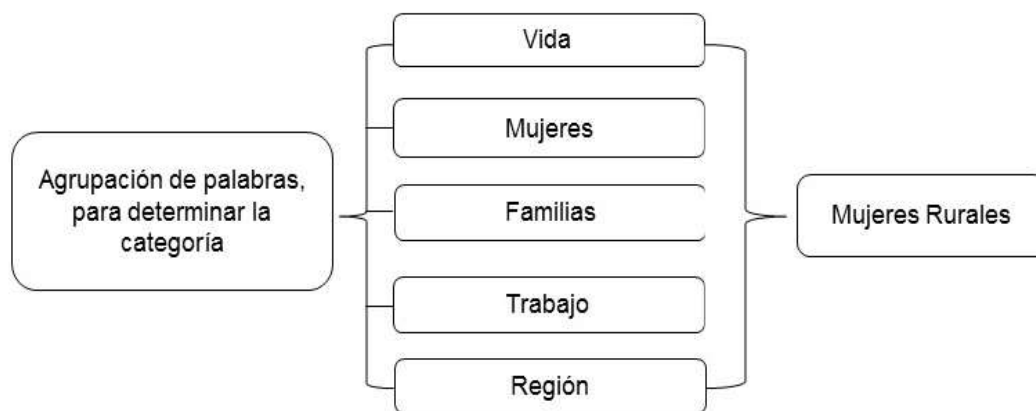 Agrupación de palabras,
para determinar la
categoría
Vida
Mujeres
Familias
Trabajo
Región
Mujeres Rurales